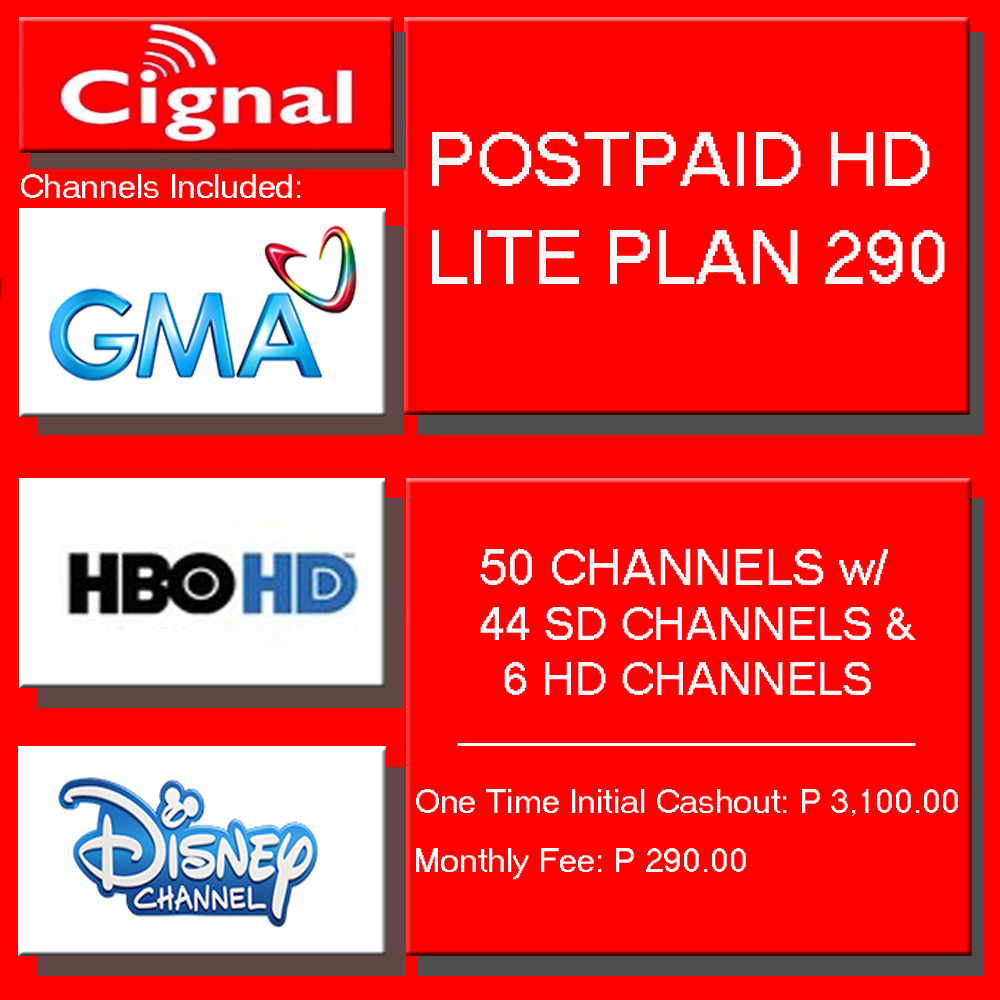 Cignal
Channels Included:
GMA
HBO HD
DISNEY
CHANNEL
POSTPAID HD
LITE PLAN 290
50 CHANNELS w/
44 SD CHANNELS &
6 HD CHANNELS
One Time Initial Cashout: P 3,100.00
Monthly Fee: P 290.00